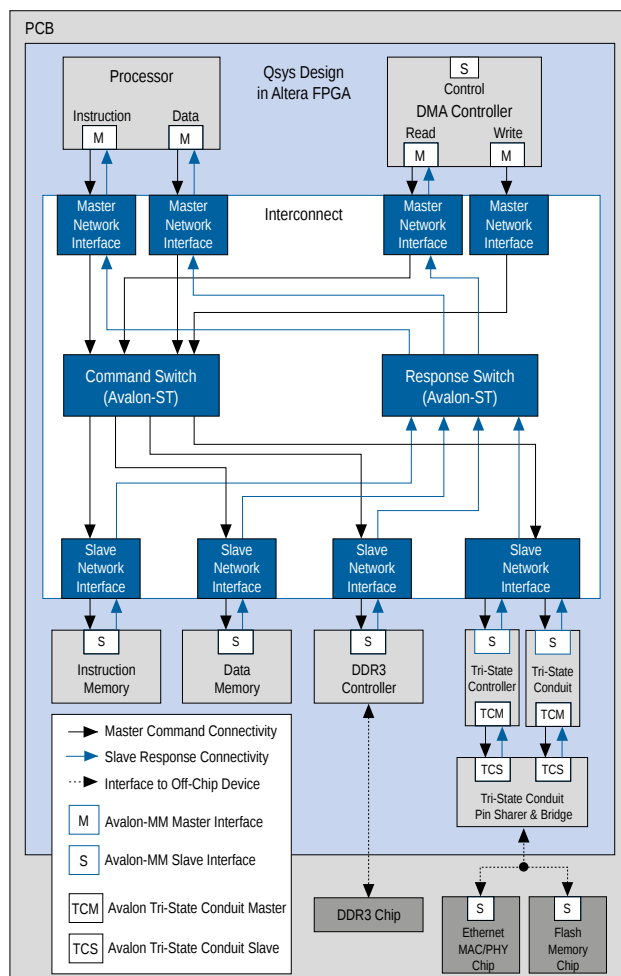 PCB
Qsys Design
in Altera FPGA
Processor
Instruction
Data
M
M
S
Control
DMA Controller
Read
Write
M
M
Interconnect
Master
Network
Interface
Master
Network
Interface
Master
Network
Interface
Master
Network
Interface
Command Switch
(Avalon-ST)
Response Switch
(Avalon-ST)
Slave
Network
Interface
Slave
Network
Interface
Slave
Network
Interface
Slave
Network
Interface
S
Instruction
Memory
S
Data
Memory
S
DDR3
Controller
S
Tri-State
Controller
TCM
S
Tri-State
Conduit
TCM
TCS
TCS
Tri-State Conduit
Pin Sharer & Bridge
Master Command Connectivity
Slave Response Connectivity
Interface to Off-Chip Device
M
Avalon-MM Master Interface
S
Avalon-MM Slave Interface
TCM
Avalon Tri-State Conduit Master
TCS
Avalon Tri-State Conduit Slave
DDR3 Chip
S
Ethernet
MAC/PHY
Chip
S
Flash
Memory
Chip